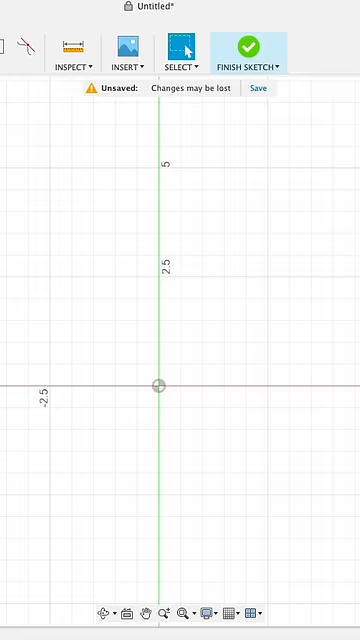 Untitled*
INSPECT INSERT SELECT FINISH SKETCH
Unsaved: Changes may be lost Save
5
2.5
-2.5